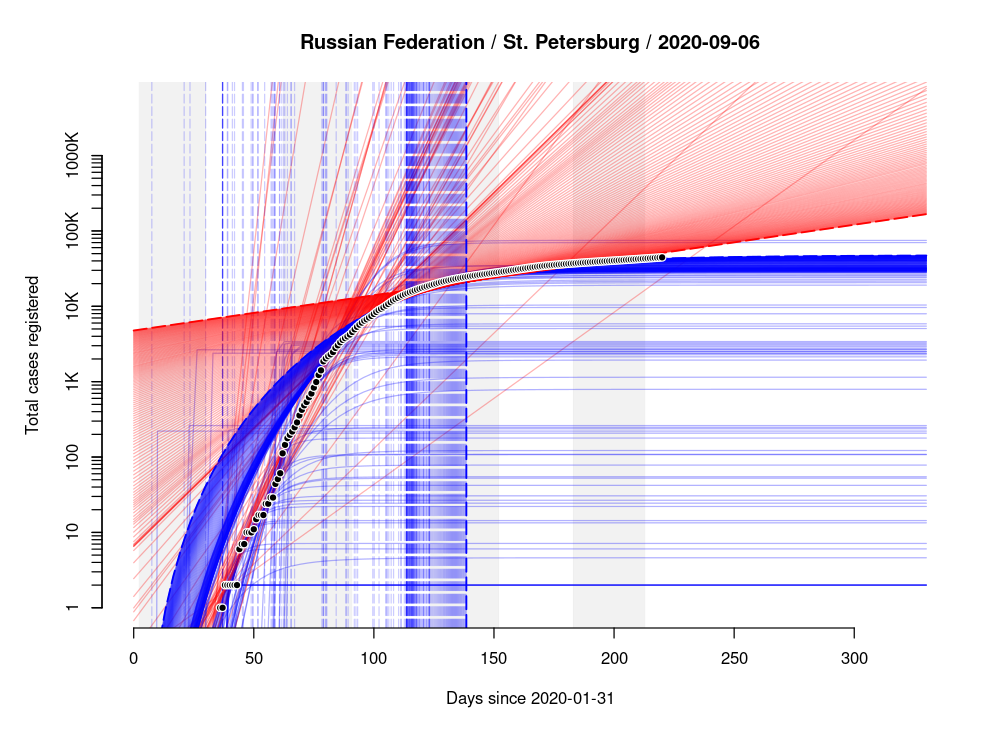 Russian Federation / St. Petersburg / 2020-09-06
Total cases registered
1000K
100K
10K
1K
100
10
1
0 50 100 150 200 250 300
Days since 2020-01-31